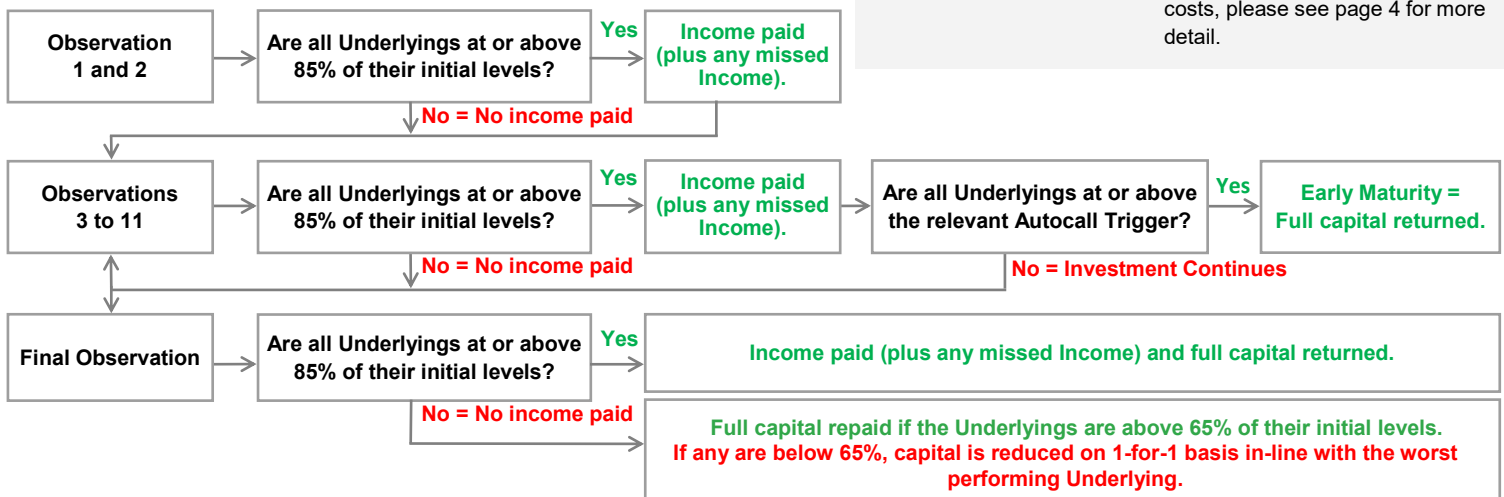 costs, please see page 4 for more
detail.
Observation
1 and 2
Are all Underlyings at or above
85% of their initial levels?
Yes
Income paid
(plus any missed
Income).
No = No income paid
Observations
3 to 11
Are all Underlyings at or above
85% of their initial levels?
Yes
Income paid
(plus any missed
Income).
Are all Underlyings at or above
the relevant Autocall Trigger?
Yes
Early Maturity =
Full capital returned.
No = No income paid
No = Investment Continues
Final Observation
Are all Underlyings at or above
85% of their initial levels?
Yes
Income paid (plus any missed Income) and full capital returned.
No = No income paid
Full capital repaid if the Underlyings are above 65% of their initial levels.
If any are below 65%, capital is reduced on 1-for-1 basis in-line with the worst
performing Underlying.